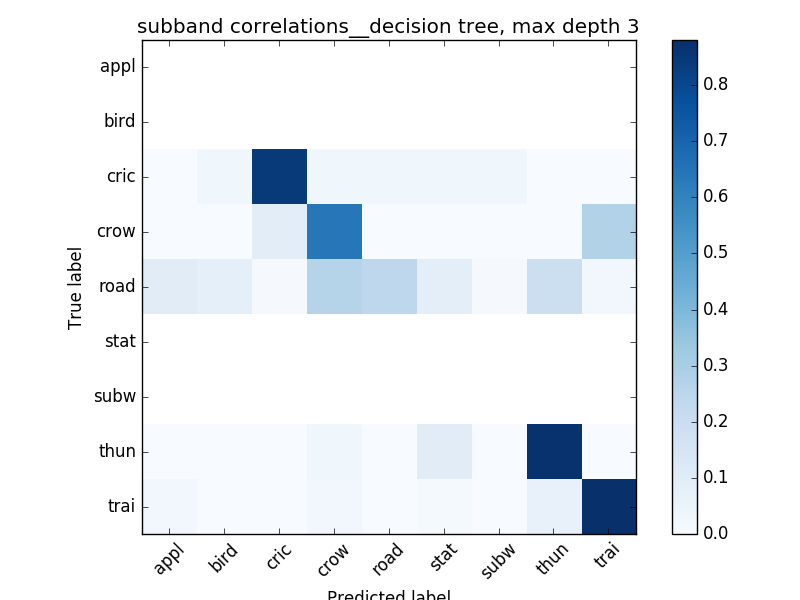 subband correlations__decision tree, max depth 3
appl
bird
cric
crow
road
stat
subw
thun
trai
True label
appl
bird
cric
crow
road
stat
subw
thun
trai
Predicted label
0.8
0.7
0.6
0.5
0.4
0.3
0.2
0.1
0.0